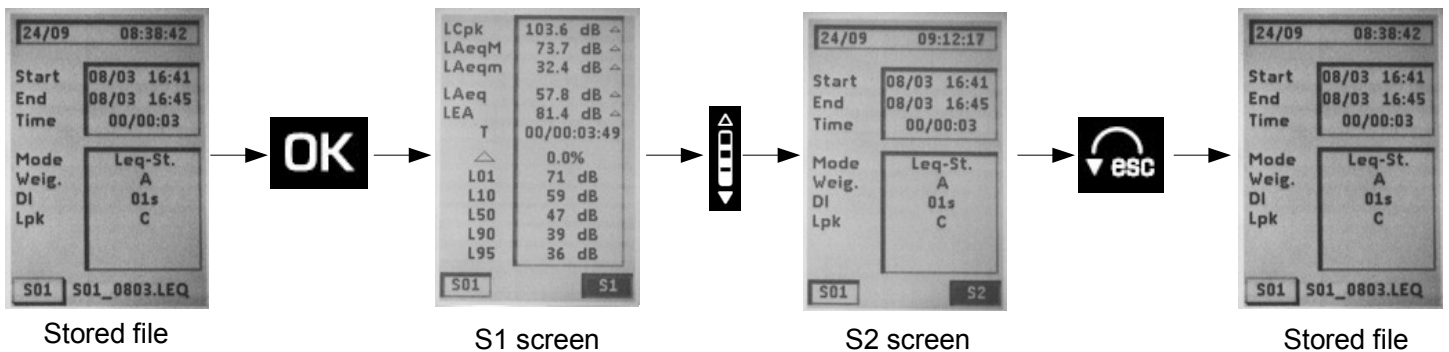 24/09 08:38:42
Start 08/03 16:41
End 08/03 16:45
Time 00/00:03
Mode Leq-St.
Weig. A
DI 01s
Lpk C
S01 S01_0803.LEQ
Stored file
OK
LCpk 103.6 dB
LAeqM 73.7 dB
LAeqm 32.4 dB
LAeq 57.8 dB
LEA 81.4 dB
T 00/00:03:49
0.0%
L01 71 dB
L10 59 dB
L50 47 dB
L90 39 dB
L95 36 dB
S01 S1
S1 screen
24/09 09:12:17
Start 08/03 16:41
End 08/03 16:45
Time 00/00:03
Mode Leq-St.
Weig. A
DI 01s
Lpk C
S01 S2
S2 screen
esc
24/09 08:38:42
Start 08/03 16:41
End 08/03 16:45
Time 00/00:03
Mode Leq-St.
Weig. A
DI 01s
Lpk C
S01 S01_0803.LEQ
Stored file